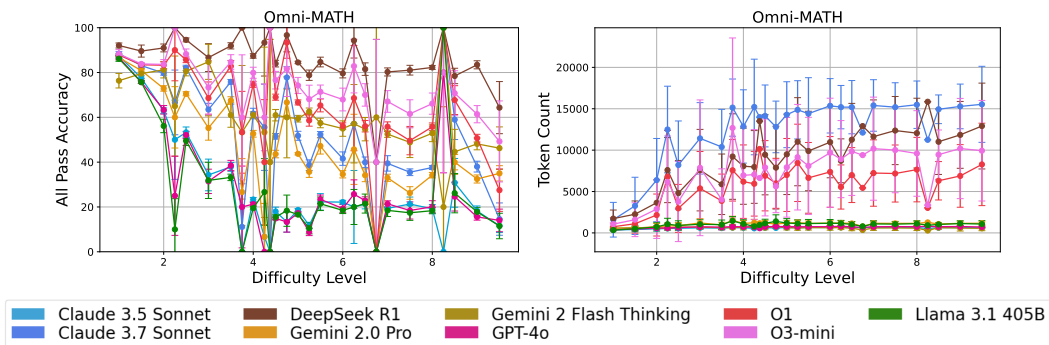 Omni-MATH
Omni-MATH
All Pass Accuracy
100
80
60
40
20
0
2
4
6
8
Difficulty Level
Token Count
20000
15000
10000
5000
0
2
4
6
8
Difficulty Level
Claude 3.5 Sonnet
DeepSeek R1
Gemini 2 Flash Thinking
O1
Llama 3.1 405B
Claude 3.7 Sonnet
Gemini 2.0 Pro
GPT-4o
O3-mini